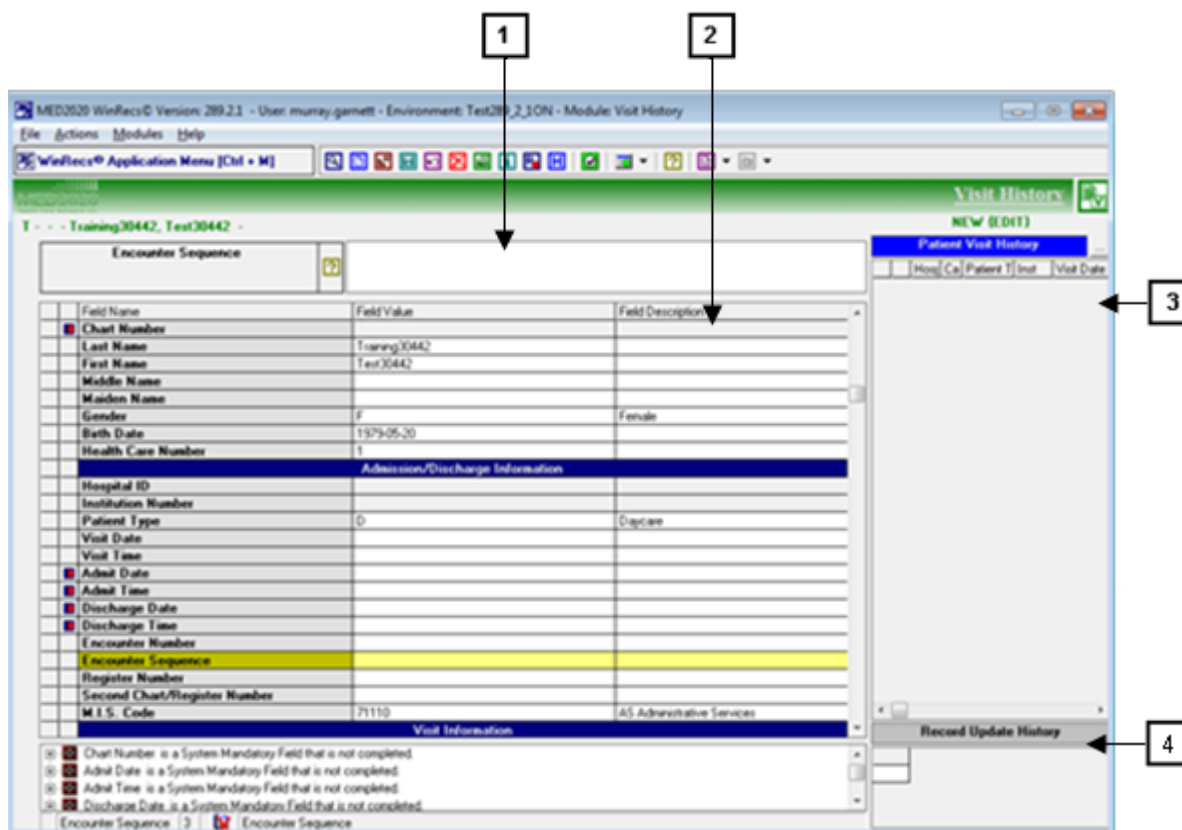 1
2
MED2020 WinRecs© Version: 289.2.1 - User: murray.garnett - Environment: Test289_2_1ON - Module: Visit History
File Actions Modules Help
WinRecs© Application Menu [Ctrl + M]
MED2020
Visit History
T - - - Training30442, Test30442 -
NEW (EDIT)
Encounter Sequence
Patient Visit History ...
Hosp Ca Patient T Inst Visit Date
3
Field Name Field Value Field Description
Chart Number
Last Name Training30442
First Name Test30442
Middle Name
Maiden Name
Gender F Female
Birth Date 1979-05-20
Health Care Number 1
Admission/Discharge Information
Hospital ID
Institution Number
Patient Type D Daycare
Visit Date
Visit Time
Admit Date
Admit Time
Discharge Date
Discharge Time
Encounter Number
Encounter Sequence
Register Number
Second Chart/Register Number
M.I.S. Code 71110 AS Administrative Services
Visit Information
Record Update History
4
Chart Number is a System Mandatory Field that is not completed.
Admit Date is a System Mandatory Field that is not completed.
Admit Time is a System Mandatory Field that is not completed.
Discharge Date is a System Mandatory Field that is not completed.
Encounter Sequence 3 Encounter Sequence